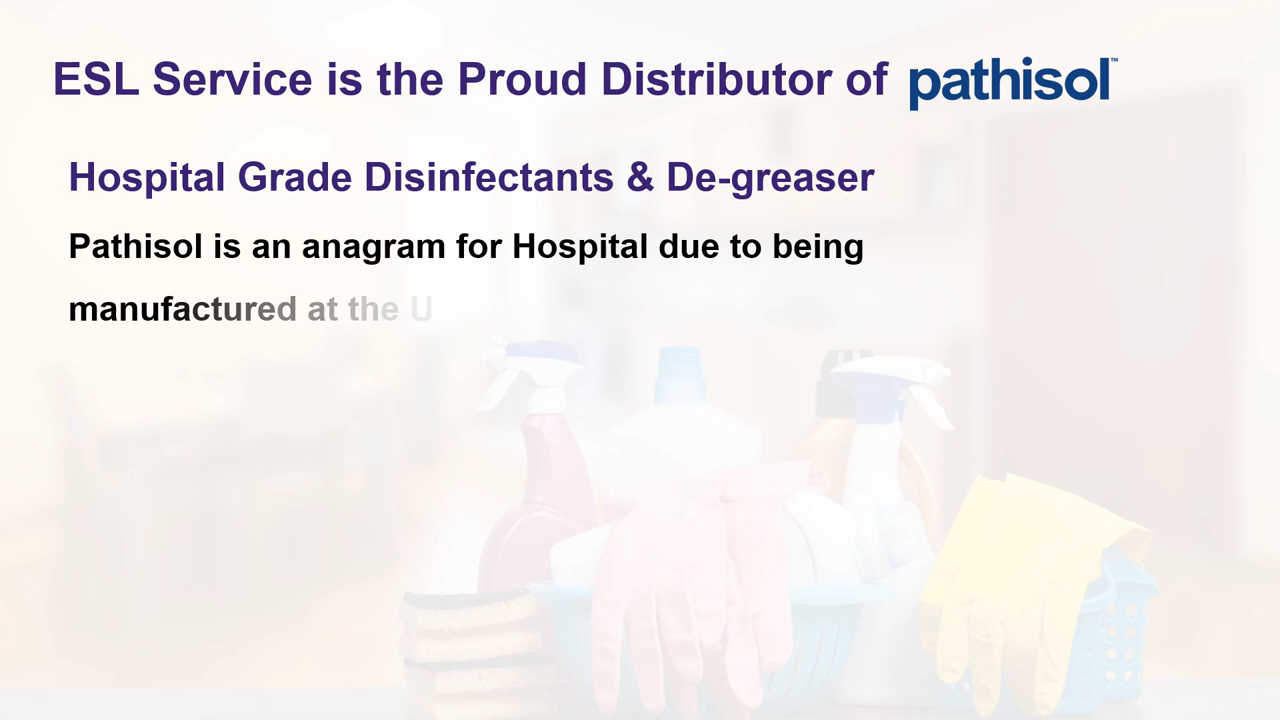 ESL Service is the Proud Distributor of pathisol™
Hospital Grade Disinfectants & De-greaser
Pathisol is an anagram for Hospital due to being
manufactured at the U